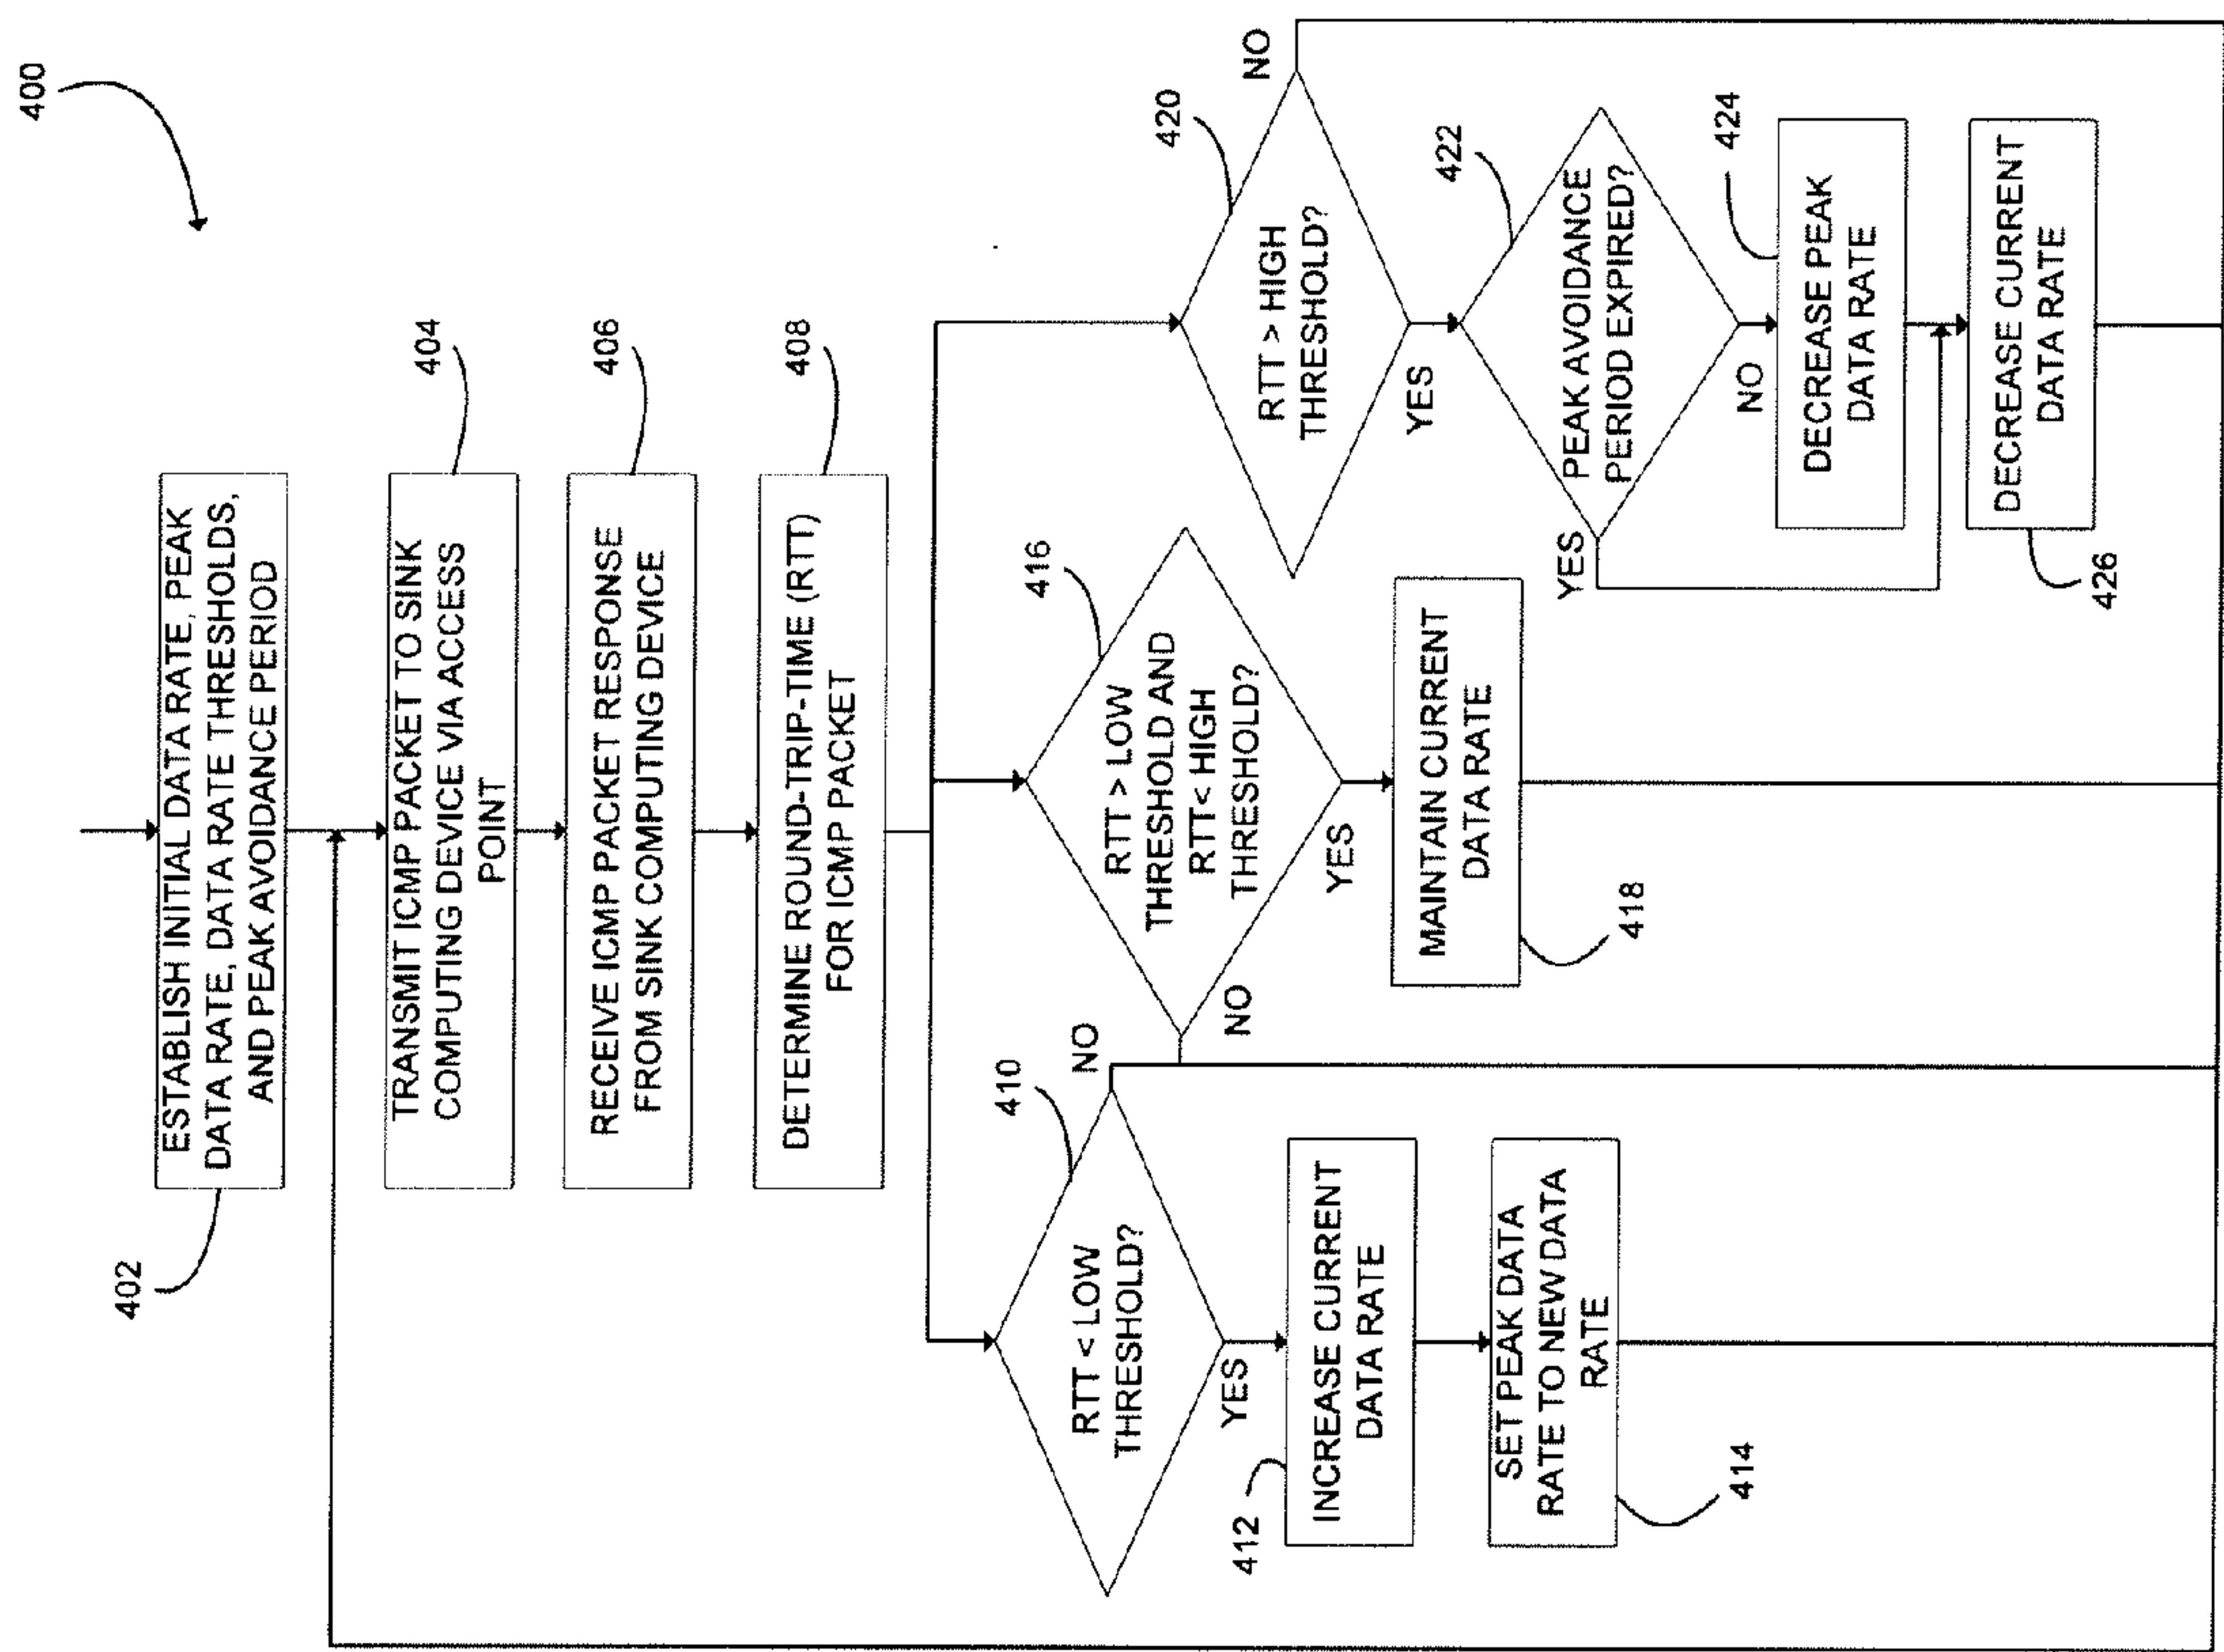 400
402
ESTABLISH INITIAL DATA RATE, PEAK
DATA RATE, DATA RATE THRESHOLDS,
AND PEAK AVOIDANCE PERIOD
404
TRANSMIT ICMP PACKET TO SINK
COMPUTING DEVICE VIA ACCESS
POINT
406
RECEIVE ICMP PACKET RESPONSE
FROM SINK COMPUTING DEVICE
408
DETERMINE ROUND-TRIP-TIME (RTT)
FOR ICMP PACKET
410
RTT < LOW
THRESHOLD?
NO
YES
412
INCREASE CURRENT
DATA RATE
SET PEAK DATA
RATE TO NEW DATA
RATE
414
416
RTT > LOW
THRESHOLD AND
RTT< HIGH
THRESHOLD?
NO
YES
MAINTAIN CURRENT
DATA RATE
418
420
RTT > HIGH
THRESHOLD?
NO
YES
422
PEAK AVOIDANCE
PERIOD EXPIRED?
YES
NO
424
DECREASE PEAK
DATA RATE
DECREASE CURRENT
DATA RATE
426